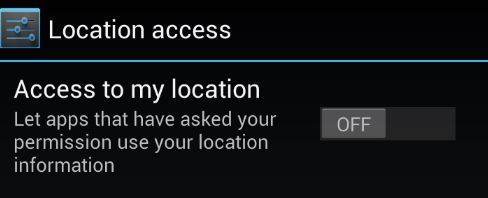 Location access
Access to my location
Let apps that have asked your
permission use your location
information
OFF